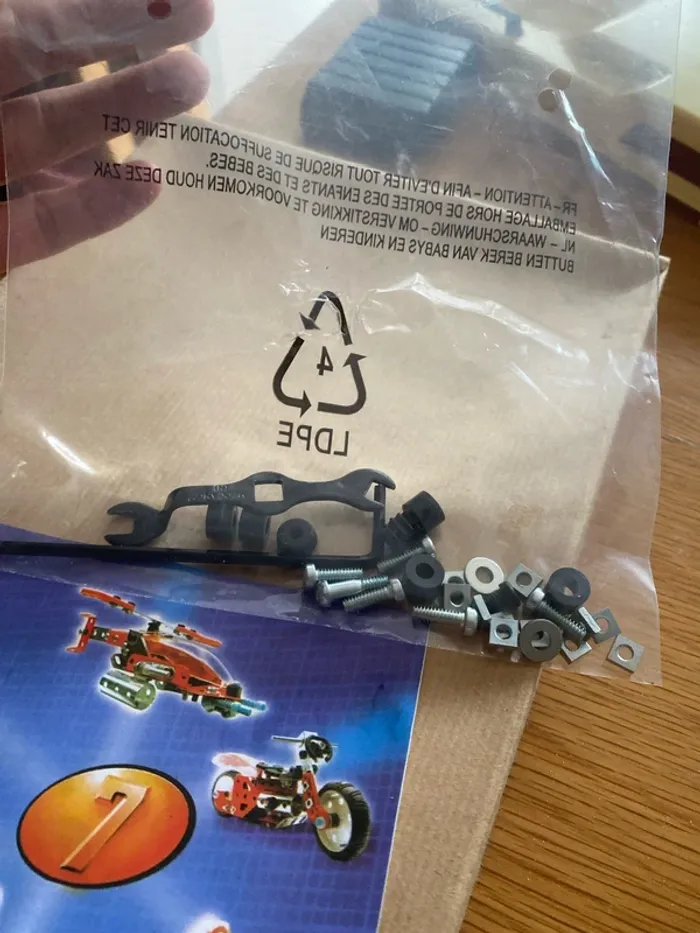 FR – ATTENTION – AFIN D'EVITER TOUT RISQUE DE SUFFOCATION TENIR CET
EMBALLAGE HORS DE PORTEE DES ENFANTS ET DES BEBES.
NL – WAARSCHUNWING – OM VERSTIKKING TE VOORKOMEN HOUD DEZE ZAK
BUTTEN BEREK VAN BABYS EN KINDEREN
4
LDPE
7